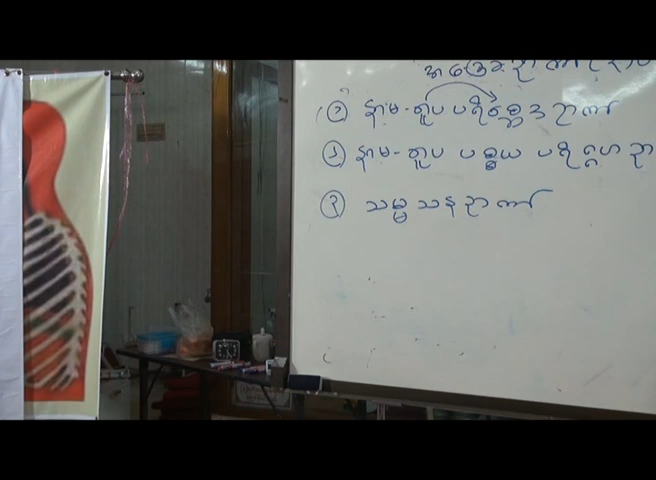 ၁ နာမ-ရူပ ပရိစ္ဆေဒ ဉာဏ်
၂ နာမ-ရူပ ပစ္စယ ပရိဂ္ဂဟ ဉာ
၃ သမ္မသန ဉာဏ်